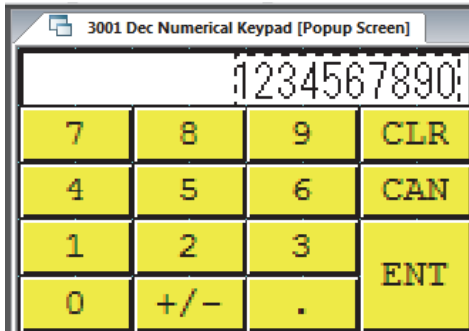 3001 Dec Numerical Keypad [Popup Screen]
1234567890
7 8 9 CLR
4 5 6 CAN
1 2 3 ENT
0 +/- .